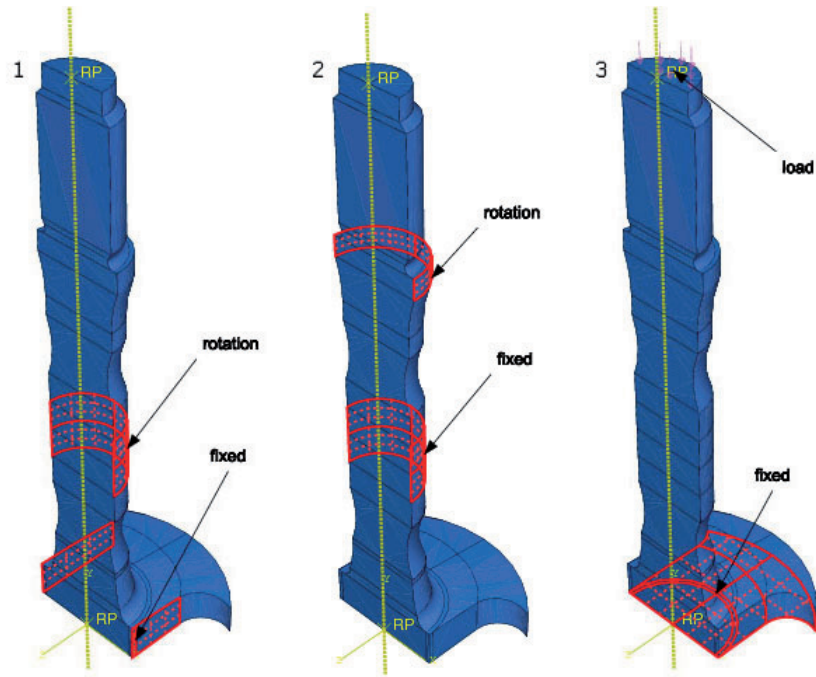 1
RP
rotation
fixed
Y
RP
z
2
RP
rotation
fixed
Y
RP
3
RP
load
fixed
Y
RP